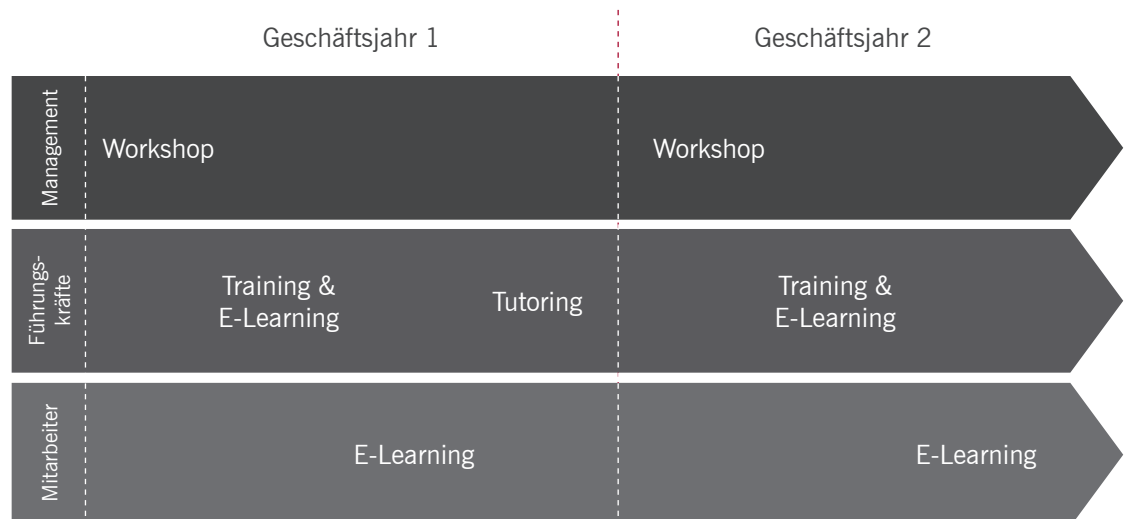 Geschäftsjahr 1
Geschäftsjahr 2
Management
Workshop
Workshop
Führungs-
kräfte
Training &
E-Learning
Tutoring
Training &
E-Learning
Mitarbeiter
E-Learning
E-Learning